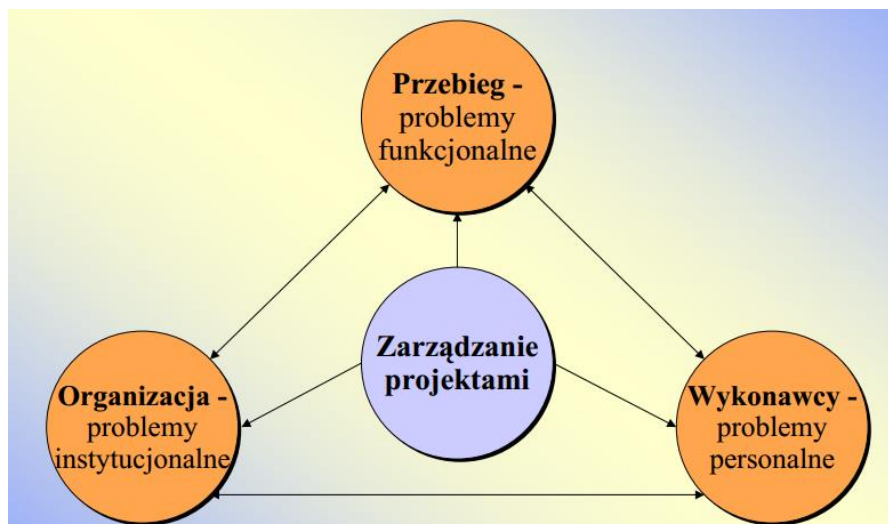 Przebieg -
problemy
funkcjonalne
Zarządzanie
projektami
Organizacja -
problemy
instytucjonalne
Wykonawcy -
problemy
personalne